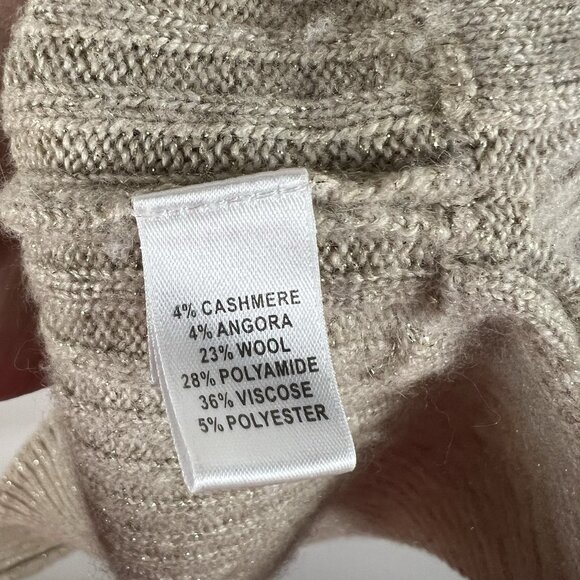 4% CASHMERE
4% ANGORA
23% WOOL
28% POLYAMIDE
36% VISCOSE
5% POLYESTER